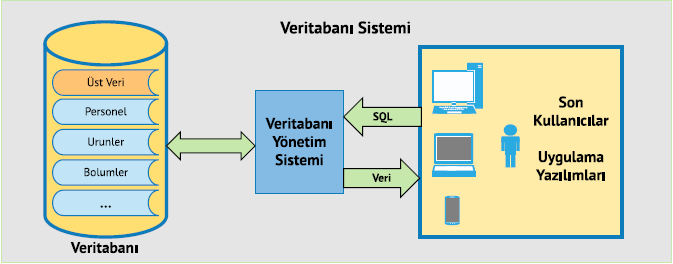 Veritabanı Sistemi
Üst Veri
Personel
Urunler
Bolumler
...
Veritabanı
Veritabanı
Yönetim
Sistemi
SQL
Veri
Son
Kullanıcılar
Uygulama
Yazılımları